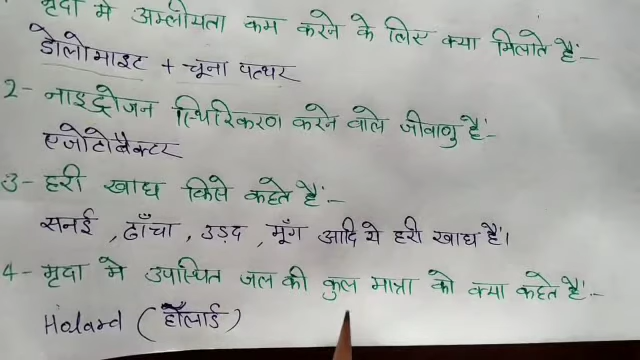 मृदा मे अम्लीयता कम करने के लिए क्या मिलाते हैं:-
डोलोमाइट + चूना पत्थर
2- नाइट्रोजन स्थिरिकरण करने वाले जीवाणु हैं:-
एजोटोबैक्टर
3- हरी खाद्य किसे कहते हैं:-
सनई, ढाँचा, उड़द, मूँग आदि ये हरी खाद्य हैं।
4- मृदा मे उपस्थित जल की कुल मात्रा को क्या कहते हैं:-
Holard (हौलार्ड)